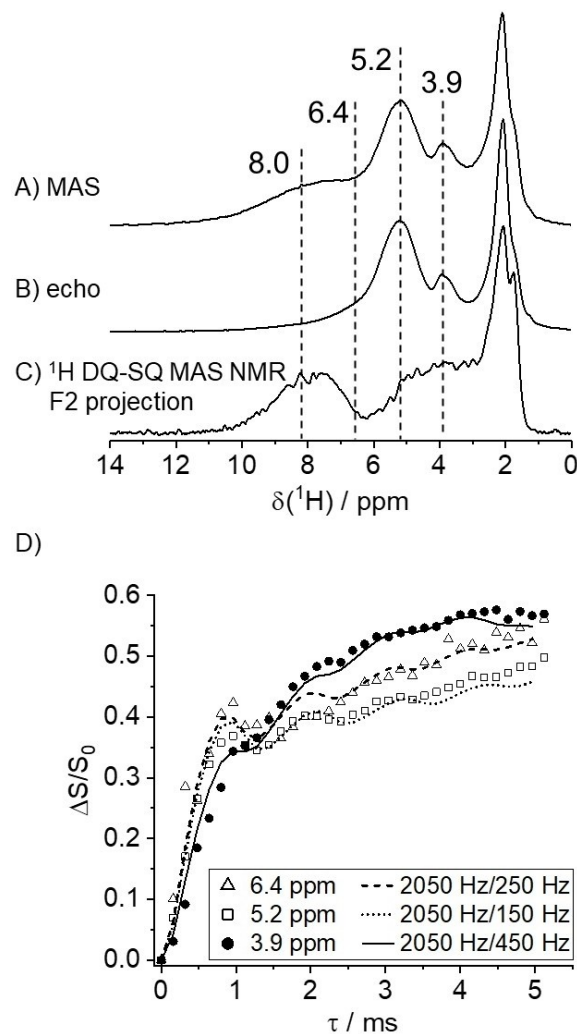 5.2
3.9
6.4
8.0
A) MAS
B) echo
C) ¹H DQ-SQ MAS NMR
F2 projection
14 12 10 8 6 4 2 0
δ(¹H) / ppm
D)
0.6
0.5
0.4
0.3
0.2
0.1
0.0
ΔS/S₀
6.4 ppm 2050 Hz/250 Hz
5.2 ppm 2050 Hz/150 Hz
3.9 ppm 2050 Hz/450 Hz
0 1 2 3 4 5
τ / ms